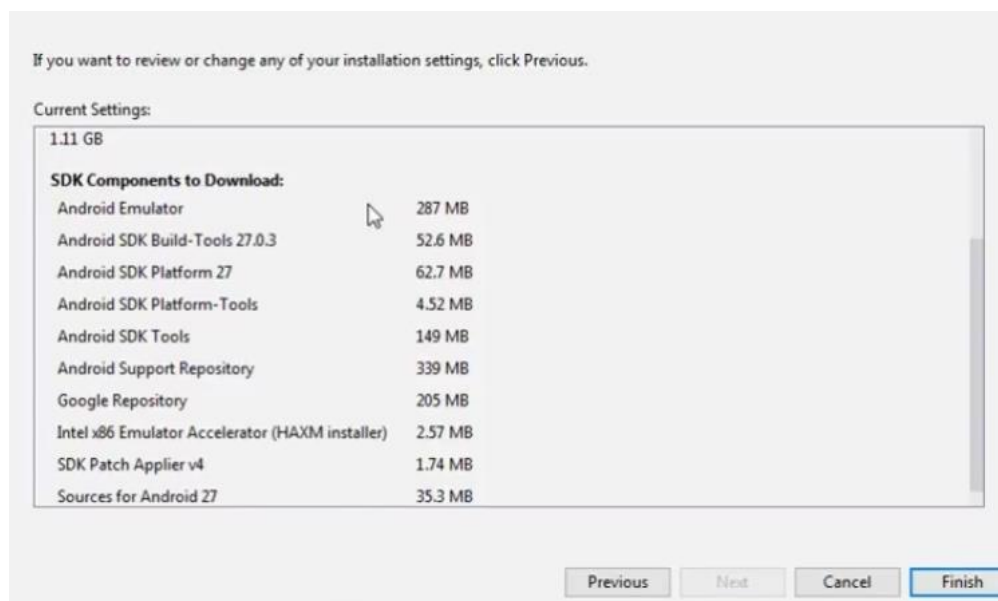 If you want to review or change any of your installation settings, click Previous.
Current Settings:
1.11 GB
SDK Components to Download:
Android Emulator 287 MB
Android SDK Build-Tools 27.0.3 52.6 MB
Android SDK Platform 27 62.7 MB
Android SDK Platform-Tools 4.52 MB
Android SDK Tools 149 MB
Android Support Repository 339 MB
Google Repository 205 MB
Intel x86 Emulator Accelerator (HAXM installer) 2.57 MB
SDK Patch Applier v4 1.74 MB
Sources for Android 27 35.3 MB
Previous Next Cancel Finish